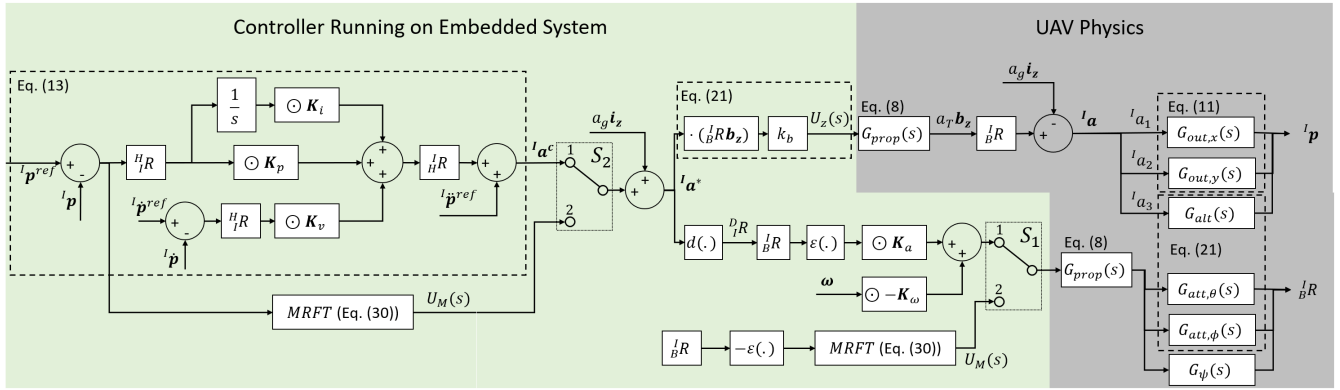 Controller Running on Embedded System
UAV Physics
Eq. (13)
1/s
⊙ K_i
^I p^ref
+
-
^I p
^H_I R
⊙ K_p
+
+
+
^I_H R
+
+
^I p̈^ref
^I a^c
^I ṗ^ref
+
-
^I ṗ
^H_I R
⊙ K_v
MRFT (Eq. (30))
U_M(s)
a_g i_z
1
S_2
2
+
+
^I a^*
Eq. (21)
· (^I_B R b_z)
k_b
U_z(s)
Eq. (8)
G_prop(s)
a_T b_z
^I_B R
a_g i_z
-
+
^I a
^I a_1
^I a_2
^I a_3
Eq. (11)
G_out,x(s)
G_out,y(s)
G_alt(s)
^I p
d(.)
^D_I R
^I_B R
ε(.)
⊙ K_a
+
+
ω
⊙ −K_ω
1
S_1
2
Eq. (8)
G_prop(s)
Eq. (21)
G_att,θ(s)
G_att,ϕ(s)
G_ψ(s)
^I_B R
^I_B R
−ε(.)
MRFT (Eq. (30))
U_M(s)